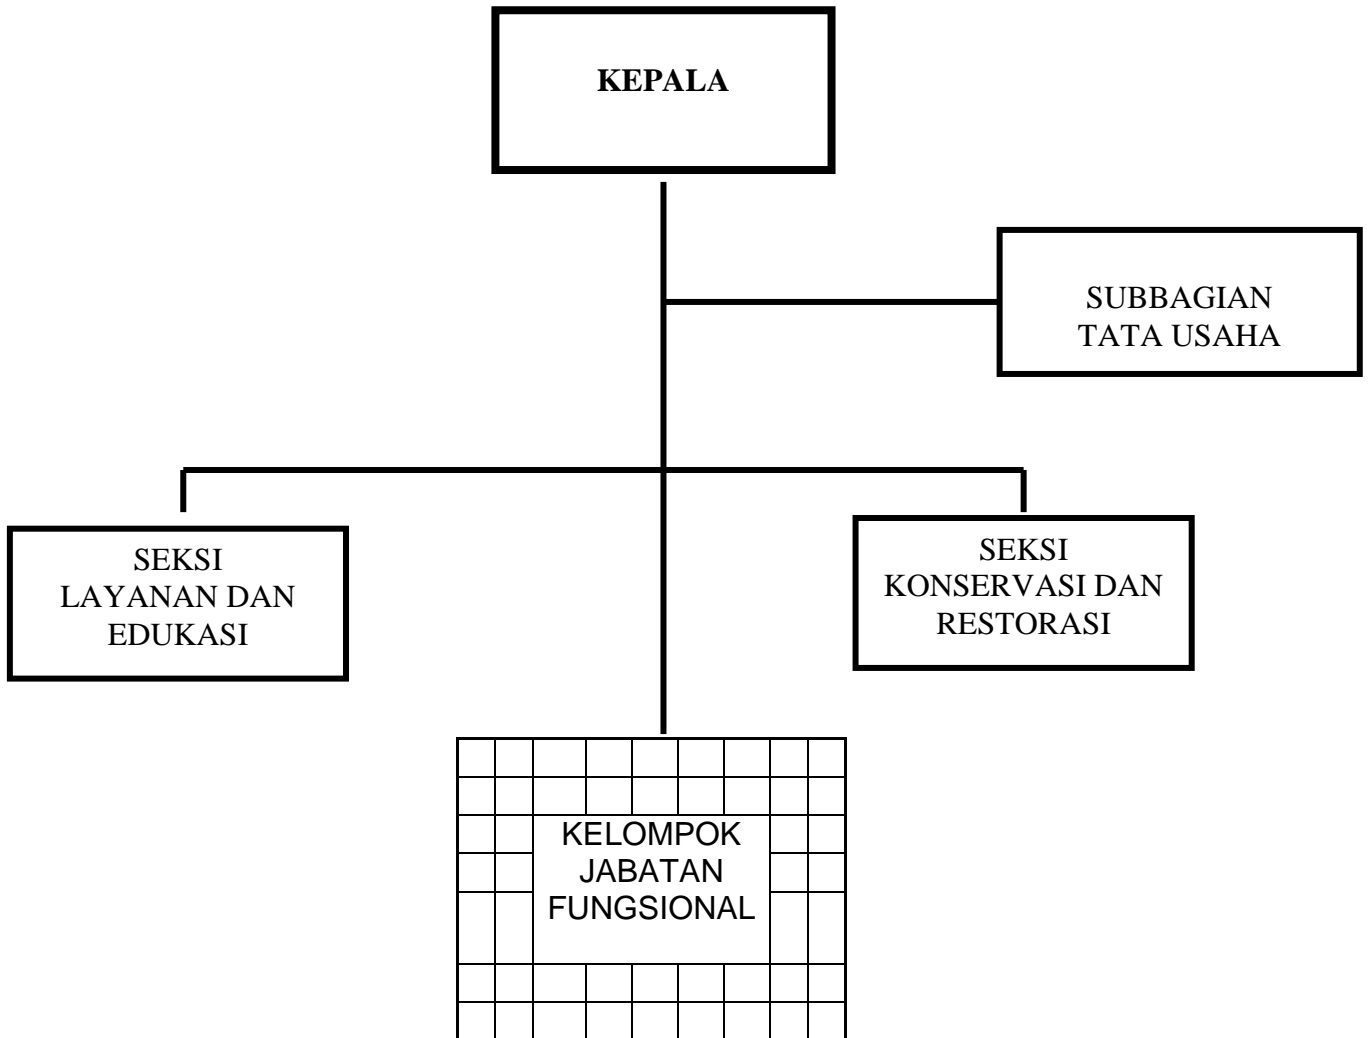 KEPALA
SUBBAGIAN
TATA USAHA
SEKSI
LAYANAN DAN
EDUKASI
SEKSI
KONSERVASI DAN
RESTORASI
KELOMPOK
JABATAN
FUNGSIONAL